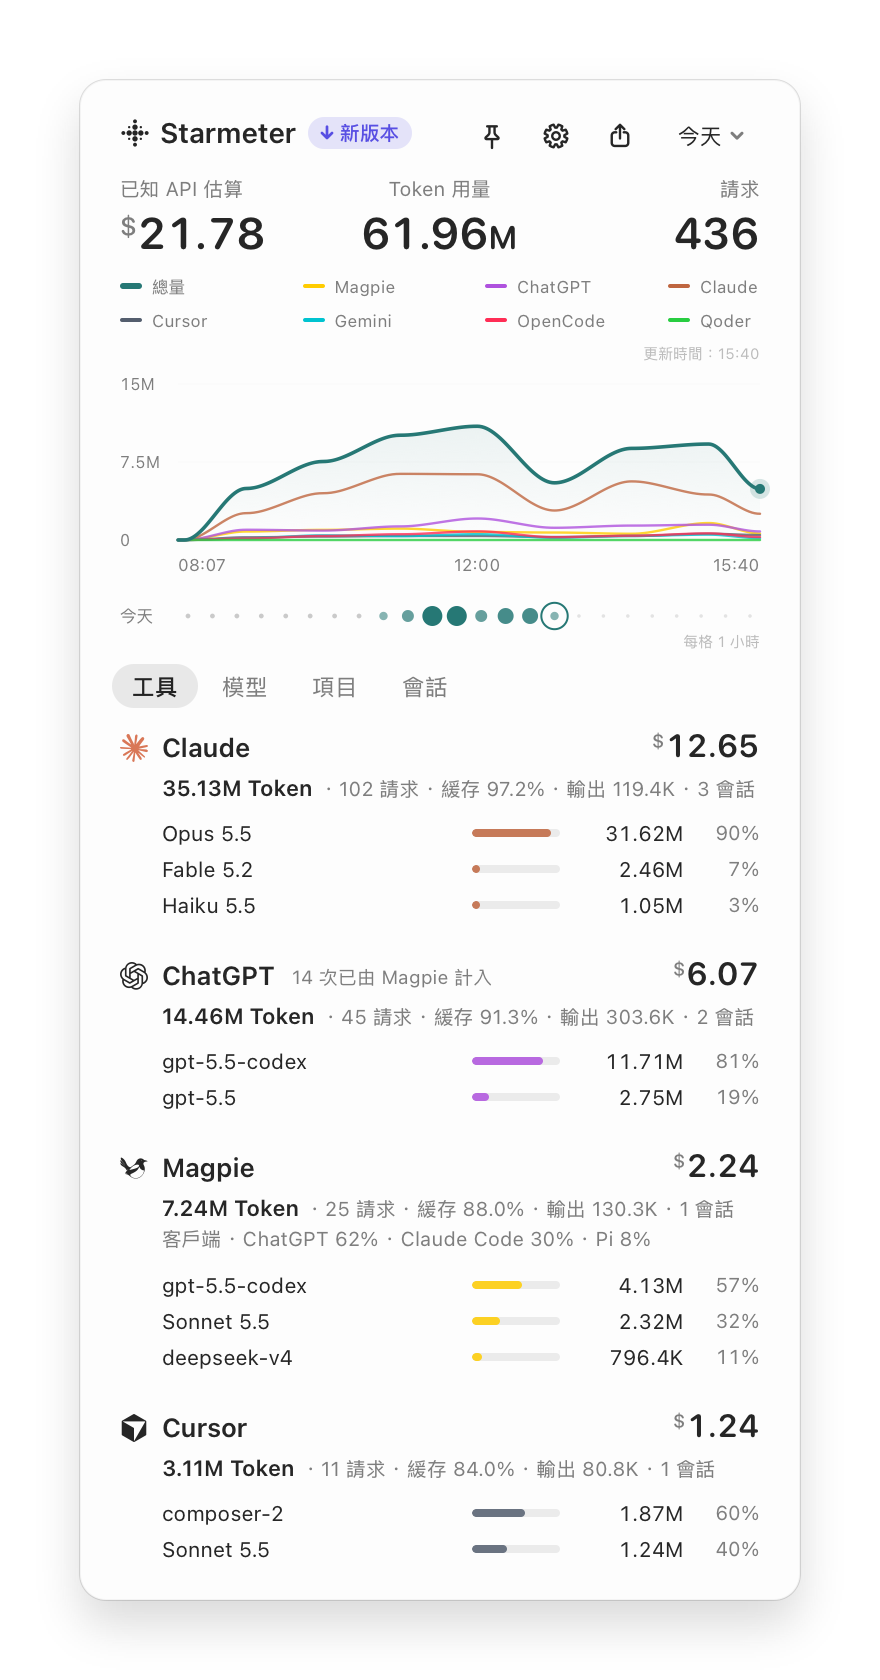 Starmeter 新版本 今天
已知 API 估算 Token 用量 請求
$21.78 61.96M 436
總量 Magpie ChatGPT Claude
Cursor Gemini OpenCode Qoder
更新時間：15:40
15M
7.5M
0
08:07 12:00 15:40
今天
每格 1 小時
工具 模型 項目 會話
Claude $12.65
35.13M Token · 102 請求 · 緩存 97.2% · 輸出 119.4K · 3 會話
Opus 5.5 31.62M 90%
Fable 5.2 2.46M 7%
Haiku 5.5 1.05M 3%
ChatGPT 14 次已由 Magpie 計入 $6.07
14.46M Token · 45 請求 · 緩存 91.3% · 輸出 303.6K · 2 會話
gpt-5.5-codex 11.71M 81%
gpt-5.5 2.75M 19%
Magpie $2.24
7.24M Token · 25 請求 · 緩存 88.0% · 輸出 130.3K · 1 會話
客戶端 · ChatGPT 62% · Claude Code 30% · Pi 8%
gpt-5.5-codex 4.13M 57%
Sonnet 5.5 2.32M 32%
deepseek-v4 796.4K 11%
Cursor $1.24
3.11M Token · 11 請求 · 緩存 84.0% · 輸出 80.8K · 1 會話
composer-2 1.87M 60%
Sonnet 5.5 1.24M 40%